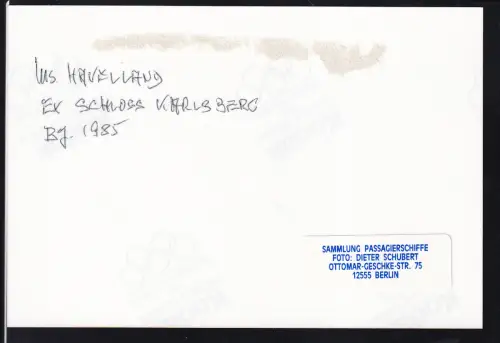 MS HAVELLAND
EX SCHLOSS KARLSBERG
BJ. 1985
SAMMLUNG PASSAGIERSCHIFFE
FOTO: DIETER SCHUBERT
OTTOMAR-GESCHKE-STR. 75
12555 BERLIN